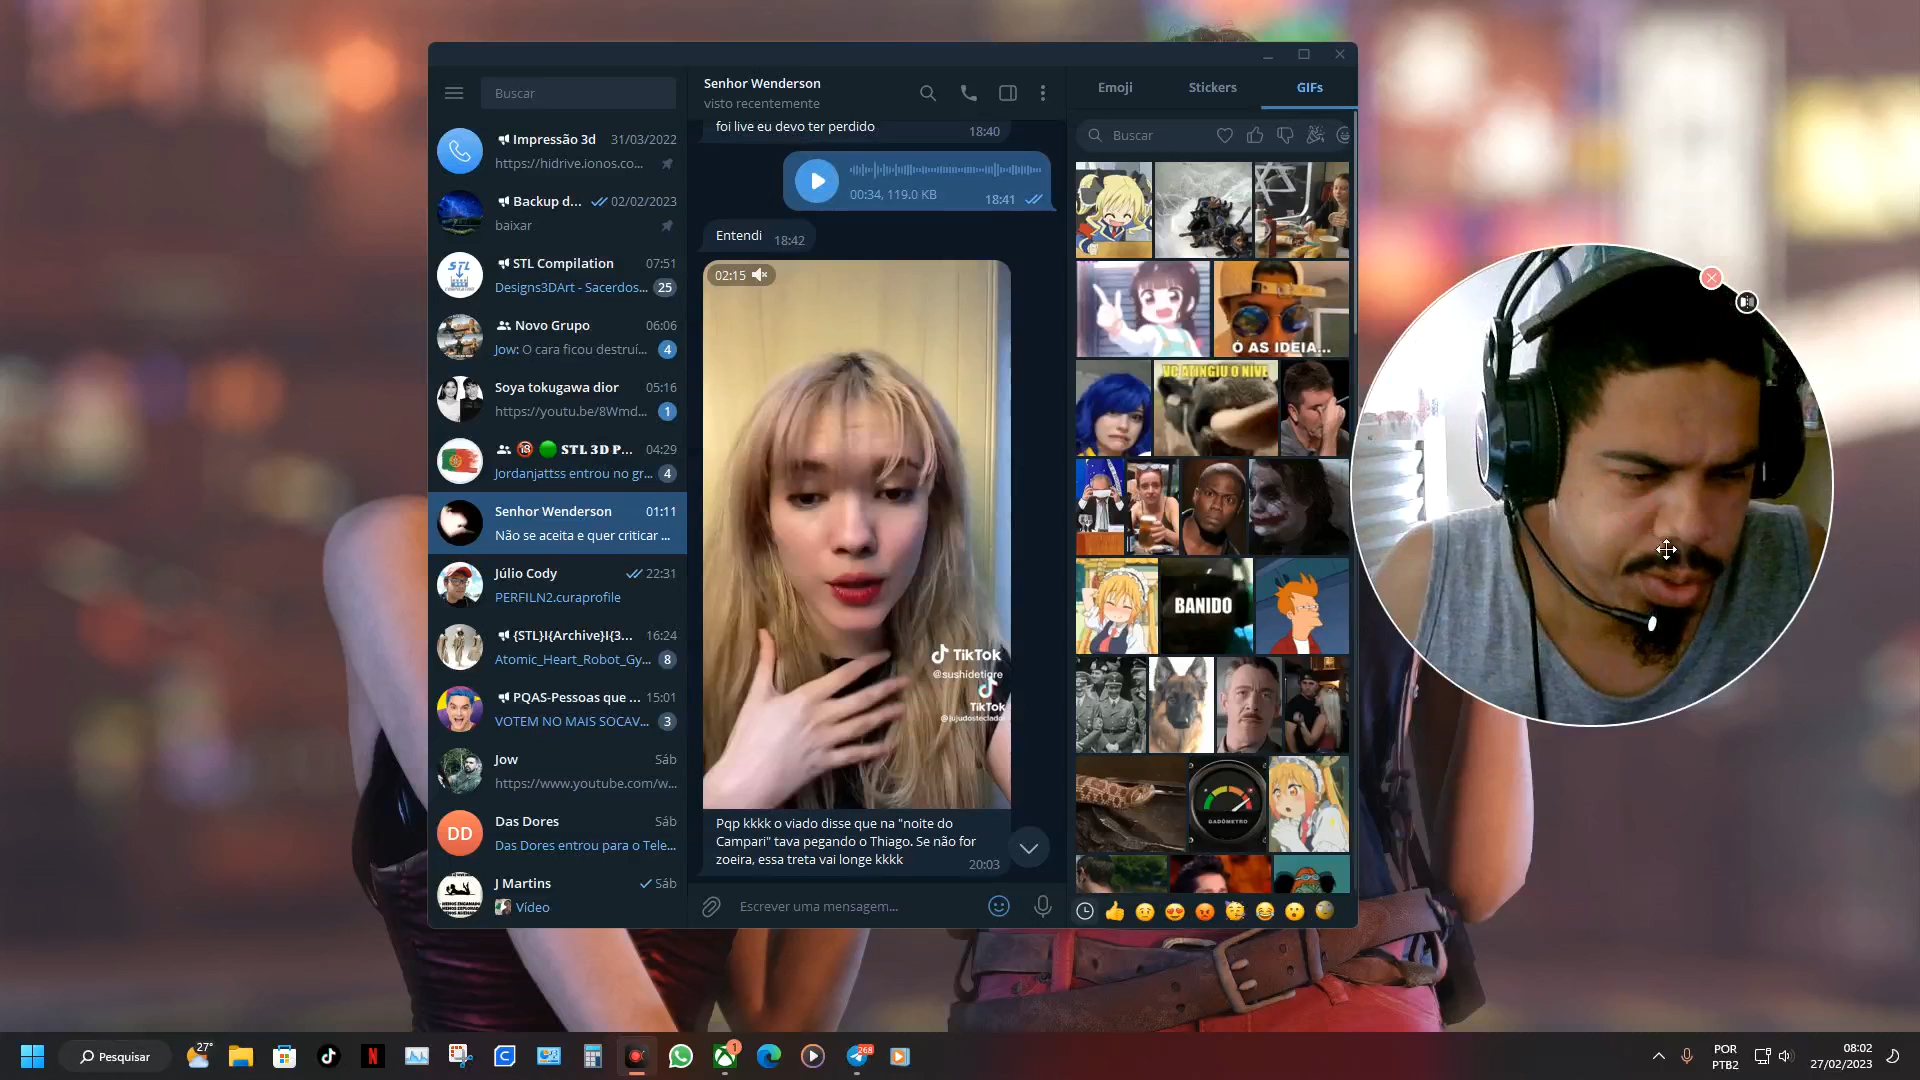 Buscar
Impressão 3d 31/03/2022
https://hidrive.ionos.co...
Backup d... 02/02/2023
baixar
STL Compilation 07:51
Designs3DArt - Sacerdos... 25
Novo Grupo 06:06
Jow: O cara ficou destruí... 4
Soya tokugawa dior 05:16
https://youtu.be/8Wmd... 1
STL 3D P... 04:29
Jordanjattss entrou no gr... 4
Senhor Wenderson 01:11
Não se aceita e quer criticar ...
Júlio Cody 22:31
PERFILN2.curaprofile
{STL}I{Archive}I{3... 16:24
Atomic_Heart_Robot_Gy... 8
PQAS-Pessoas que ... 15:01
VOTEM NO MAIS SOCAV... 3
Jow Sáb
https://www.youtube.com/w...
DD
Das Dores Sáb
Das Dores entrou para o Tele...
J Martins Sáb
Vídeo
Senhor Wenderson
visto recentemente
foi live eu devo ter perdido
18:40
00:34, 119.0 KB 18:41
Entendi 18:42
02:15
TikTok
@sushidetigre
TikTok
@jujudosteclado
Pqp kkkk o viado disse que na "noite do
Campari" tava pegando o Thiago. Se não for
zoeira, essa treta vai longe kkkk 20:03
Escrever uma mensagem...
Emoji Stickers GIFs
Buscar
Ó AS IDEIA...
VC ATINGIU O NIVE
BANIDO
GADÔMETRO
27°
Pesquisar
1
268
POR
PTB2
08:02
27/02/2023